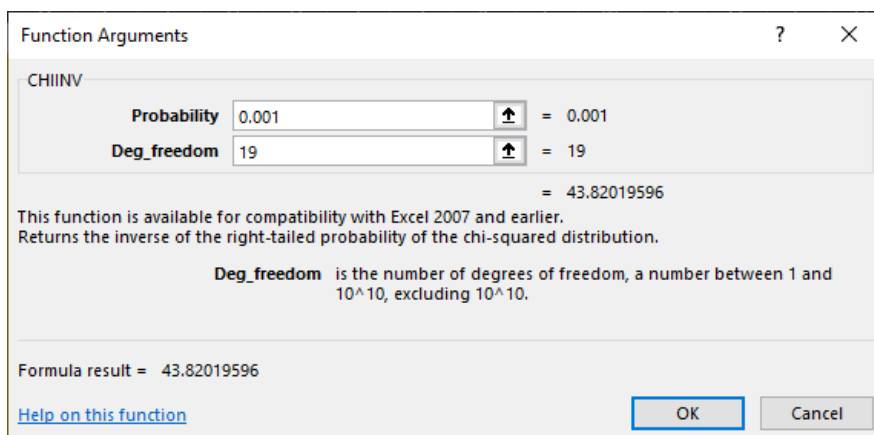 Function Arguments ? ×
CHIINV
Probability 0.001 = 0.001
Deg_freedom 19 = 19
= 43.82019596
This function is available for compatibility with Excel 2007 and earlier.
Returns the inverse of the right-tailed probability of the chi-squared distribution.
Deg_freedom is the number of degrees of freedom, a number between 1 and
10^10, excluding 10^10.
Formula result = 43.82019596
Help on this function OK Cancel